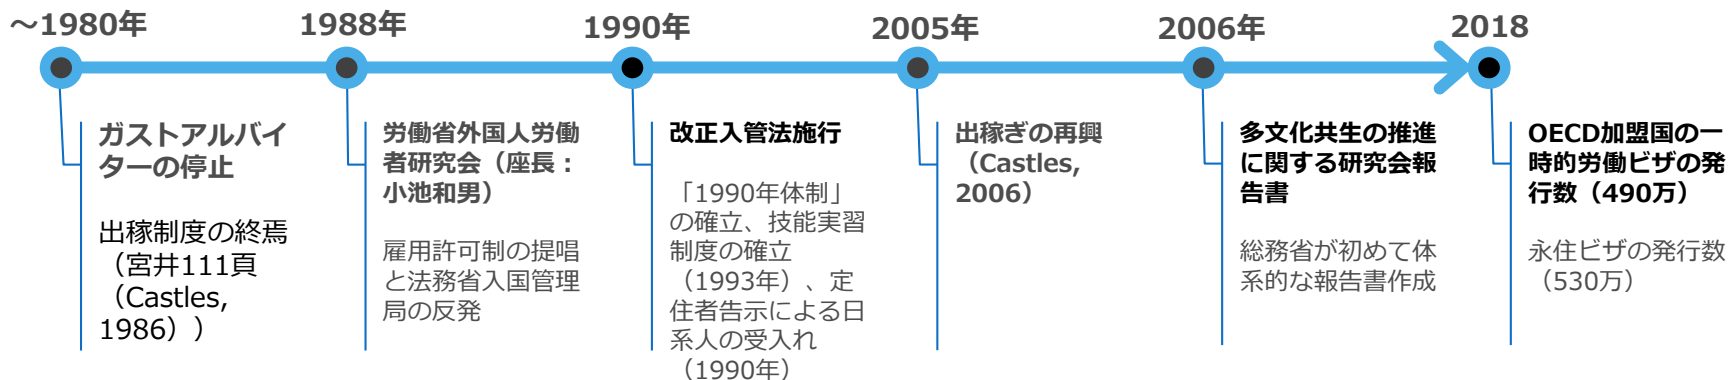 ～1980年
ガストアルバイ
ターの停止
出稼制度の終焉
（宮井111頁
（Castles,
1986））
1988年
労働省外国人労働
者研究会（座長：
小池和男）
雇用許可制の提唱
と法務省入国管理
局の反発
1990年
改正入管法施行
「1990年体制」
の確立、技能実習
制度の確立
（1993年）、定
住者告示による日
系人の受入れ
（1990年）
2005年
出稼ぎの再興
（Castles,
2006）
2006年
多文化共生の推進
に関する研究会報
告書
総務省が初めて体
系的な報告書作成
2018
OECD加盟国の一
時的労働ビザの発
行数（490万）
永住ビザの発行数
（530万）